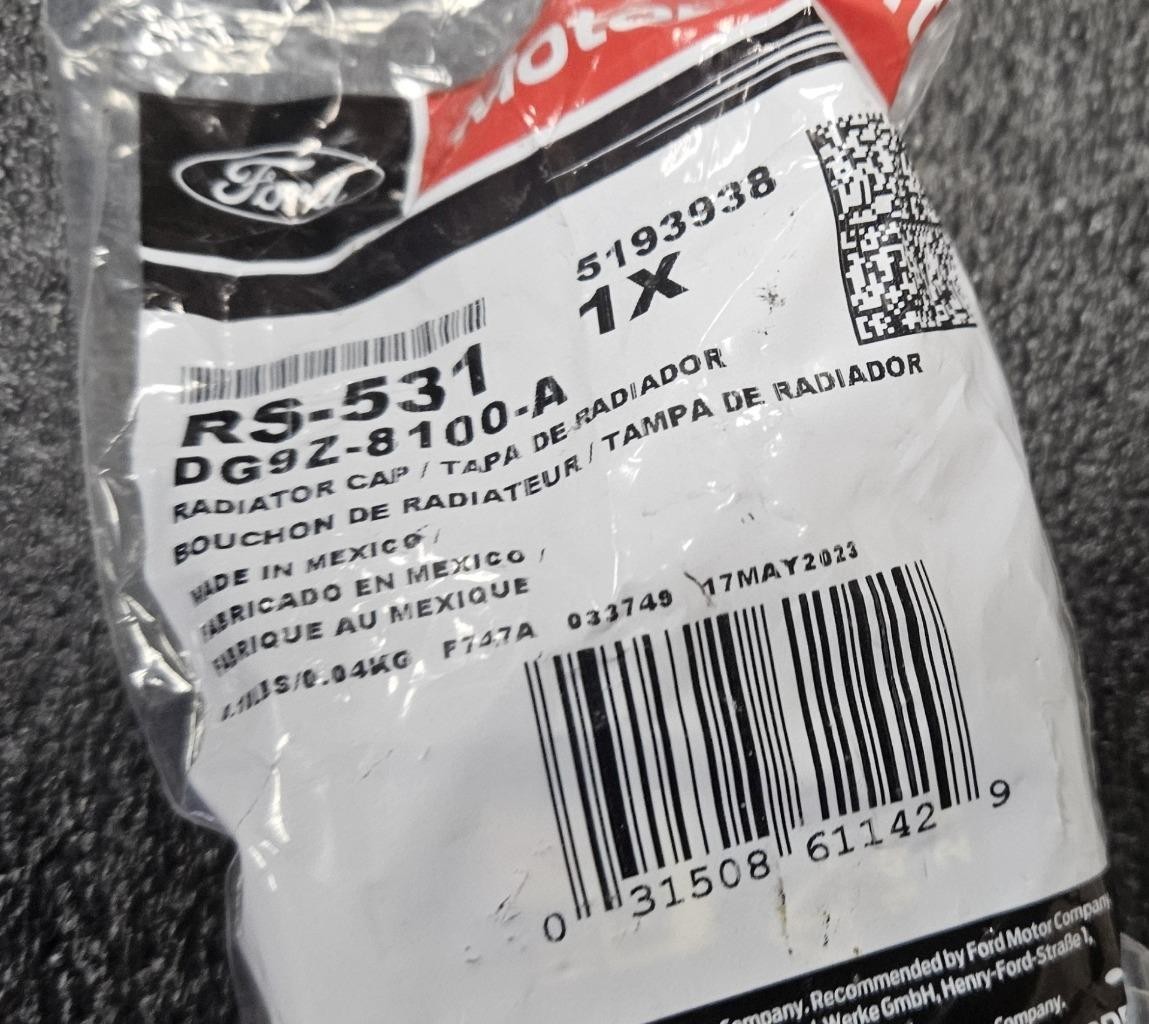 Ford
5193938
1X
RS-531
DG9Z-8100-A
RADIATOR CAP / TAPA DE RADIADOR
BOUCHON DE RADIATEUR / TAMPA DE RADIADOR
MADE IN MEXICO /
FABRICADO EN MEXICO /
FABRIQUE AU MEXIQUE
/0.04KG F747A 033749 17MAY2023
0 31508 61142 9
Company. Recommended by Ford Motor Company
Werke GmbH, Henry-Ford-Straße 1,
Company.